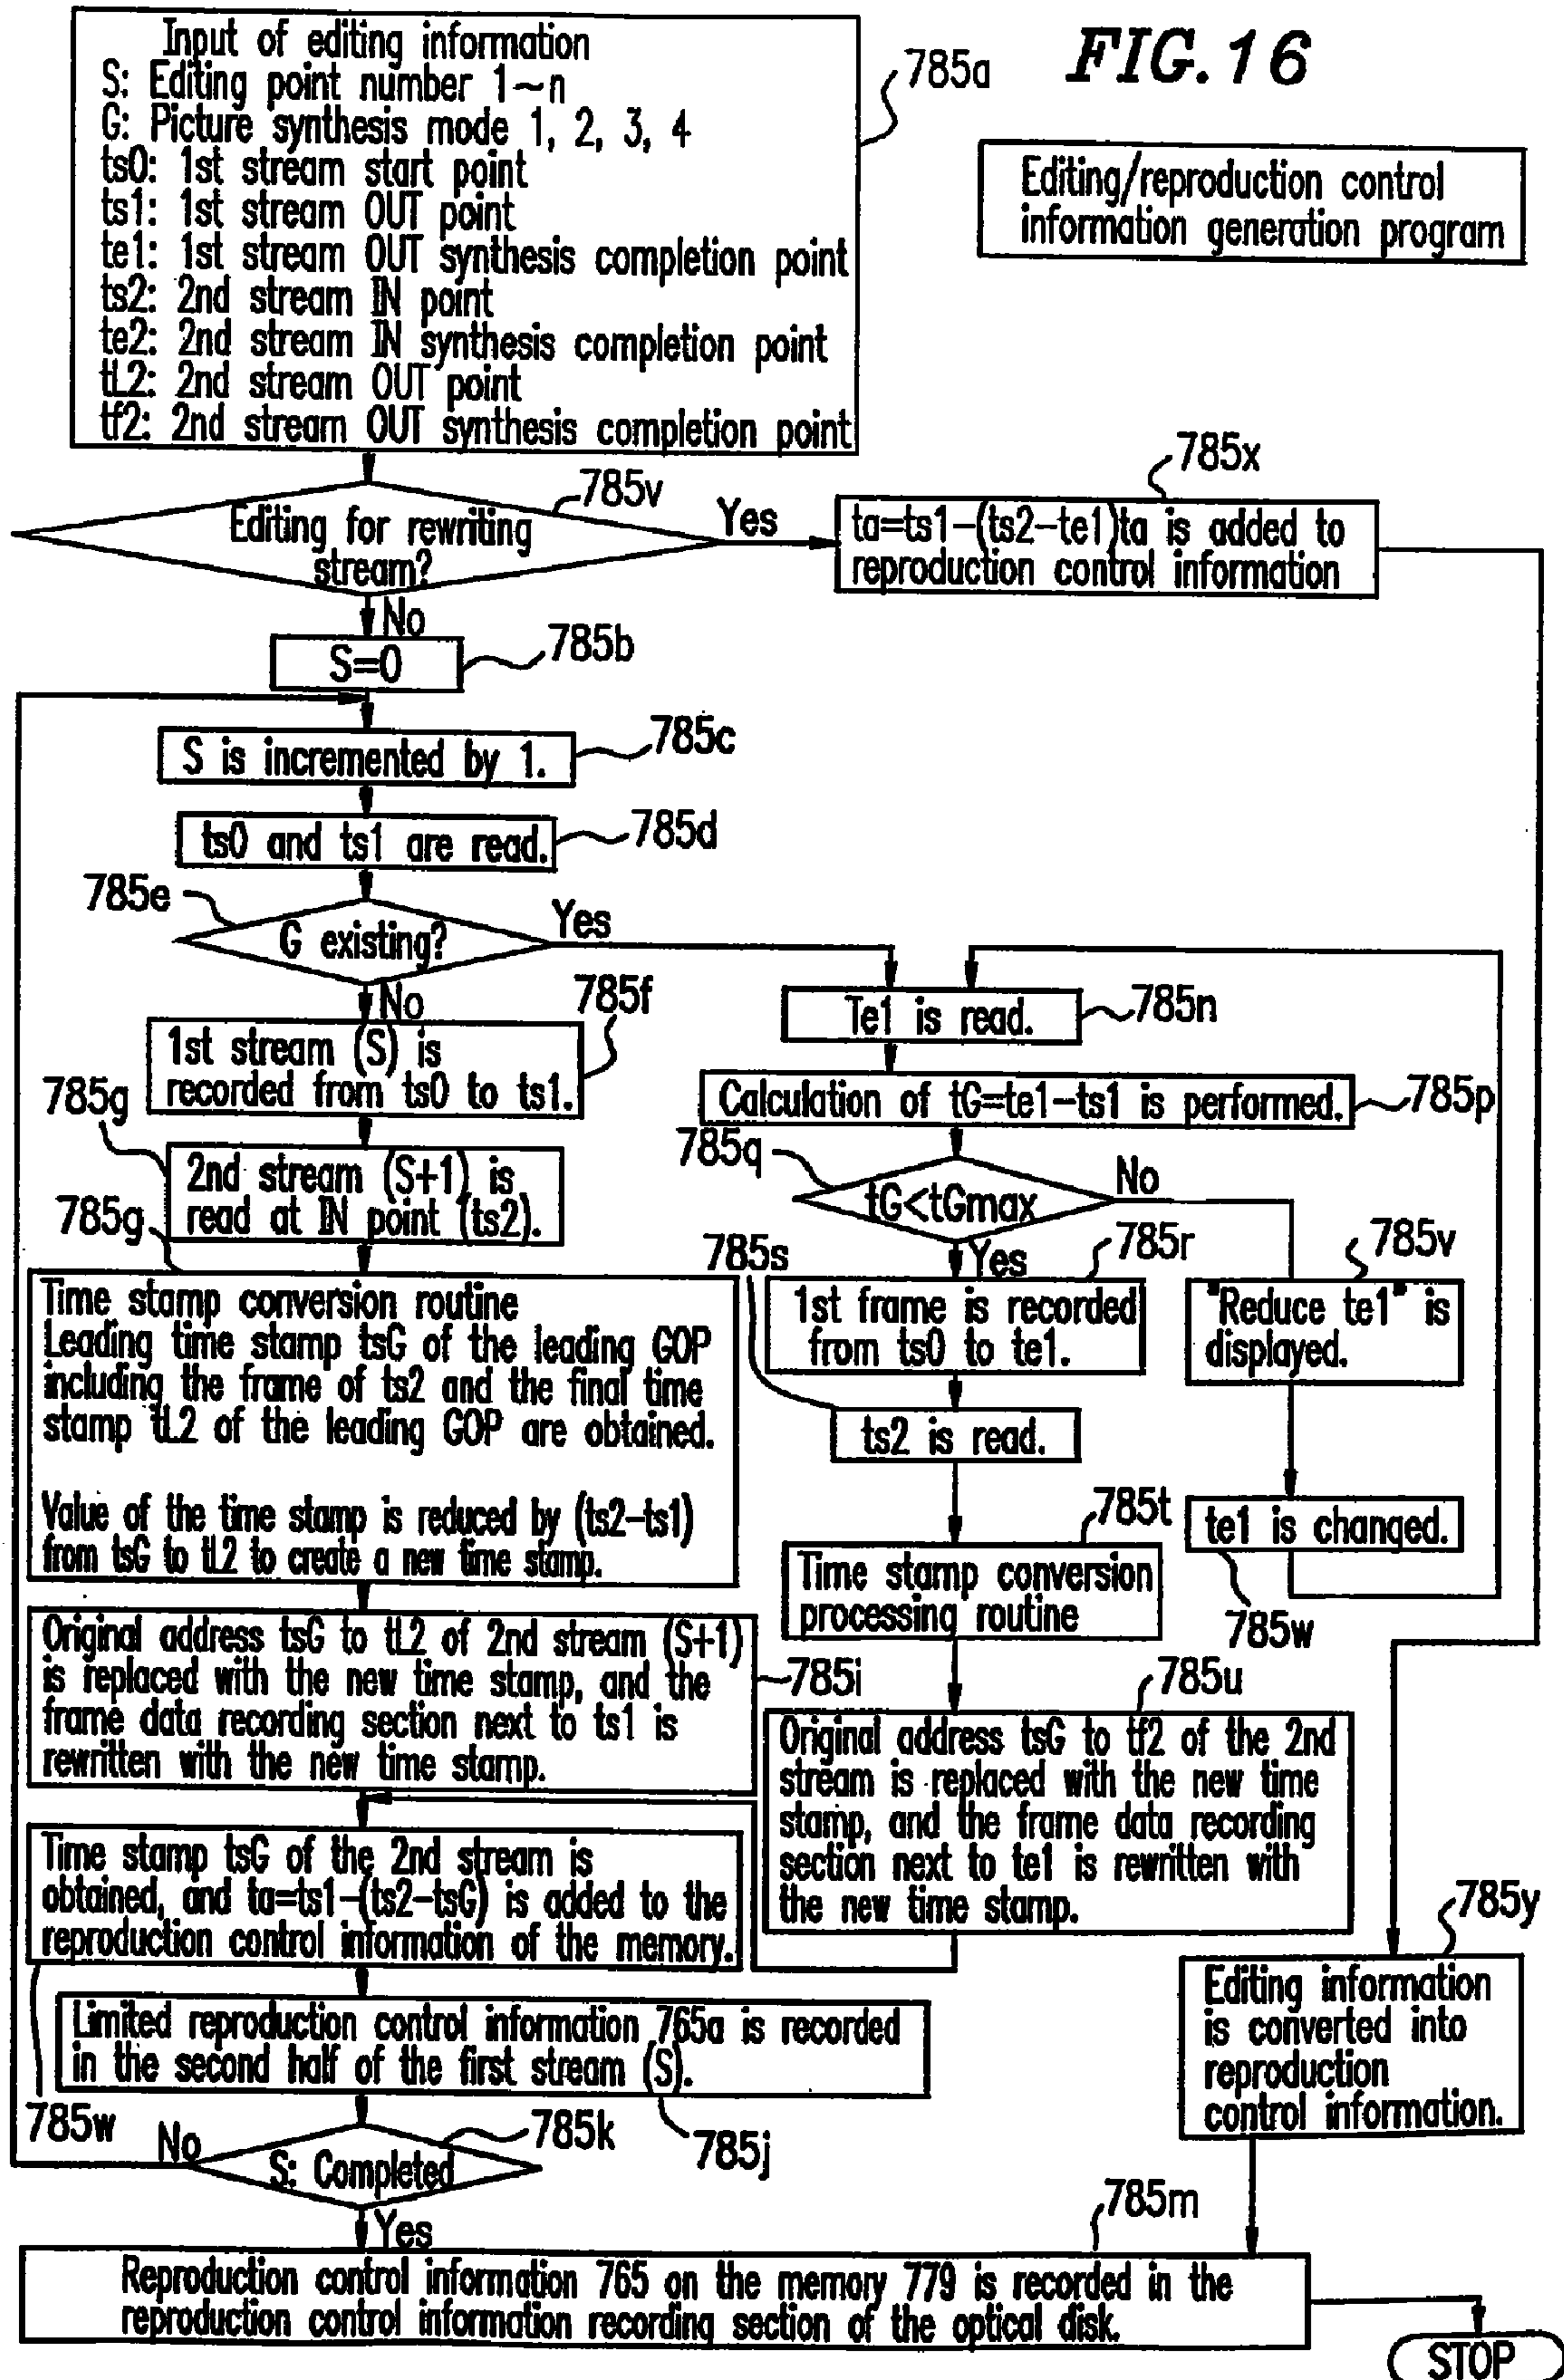 FIG.16
Input of editing information
S: Editing point number 1~n
G: Picture synthesis mode 1, 2, 3, 4
ts0: 1st stream start point
ts1: 1st stream OUT point
te1: 1st stream OUT synthesis completion point
ts2: 2nd stream IN point
te2: 2nd stream IN synthesis completion point
tL2: 2nd stream OUT point
tf2: 2nd stream OUT synthesis completion point
785a
Editing/reproduction control
information generation program
785v
Editing for rewriting
stream?
Yes
No
785x
ta=ts1-(ts2-te1)ta is added to
reproduction control information
S=0
785b
S is incremented by 1.
785c
ts0 and ts1 are read.
785d
785e
G existing?
Yes
No
785f
1st stream (S) is
recorded from ts0 to ts1.
785g
2nd stream (S+1) is
read at IN point (ts2).
785g
Time stamp conversion routine
Leading time stamp tsG of the leading GOP
including the frame of ts2 and the final time
stamp tL2 of the leading GOP are obtained.
Value of the time stamp is reduced by (ts2-ts1)
from tsG to tL2 to create a new time stamp.
Original address tsG to tL2 of 2nd stream (S+1)
is replaced with the new time stamp, and the
frame data recording section next to ts1 is
rewritten with the new time stamp.
785i
Time stamp tsG of the 2nd stream is
obtained, and ta=ts1-(ts2-tsG) is added to the
reproduction control information of the memory.
785w
Limited reproduction control information 765a is recorded
in the second half of the first stream (S).
785j
785k
S: Completed
No
Yes
Te1 is read.
785n
Calculation of tG=te1-ts1 is performed.
785p
785q
tG<tGmax
No
Yes
785r
1st frame is recorded
from ts0 to te1.
785s
ts2 is read.
785t
Time stamp conversion
processing routine
785u
Original address tsG to tf2 of the 2nd
stream is replaced with the new time
stamp, and the frame data recording
section next to te1 is rewritten with
the new time stamp.
785v
"Reduce te1" is
displayed.
te1 is changed.
785w
785y
Editing information
is converted into
reproduction
control information.
785m
Reproduction control information 765 on the memory 779 is recorded in the
reproduction control information recording section of the optical disk.
STOP